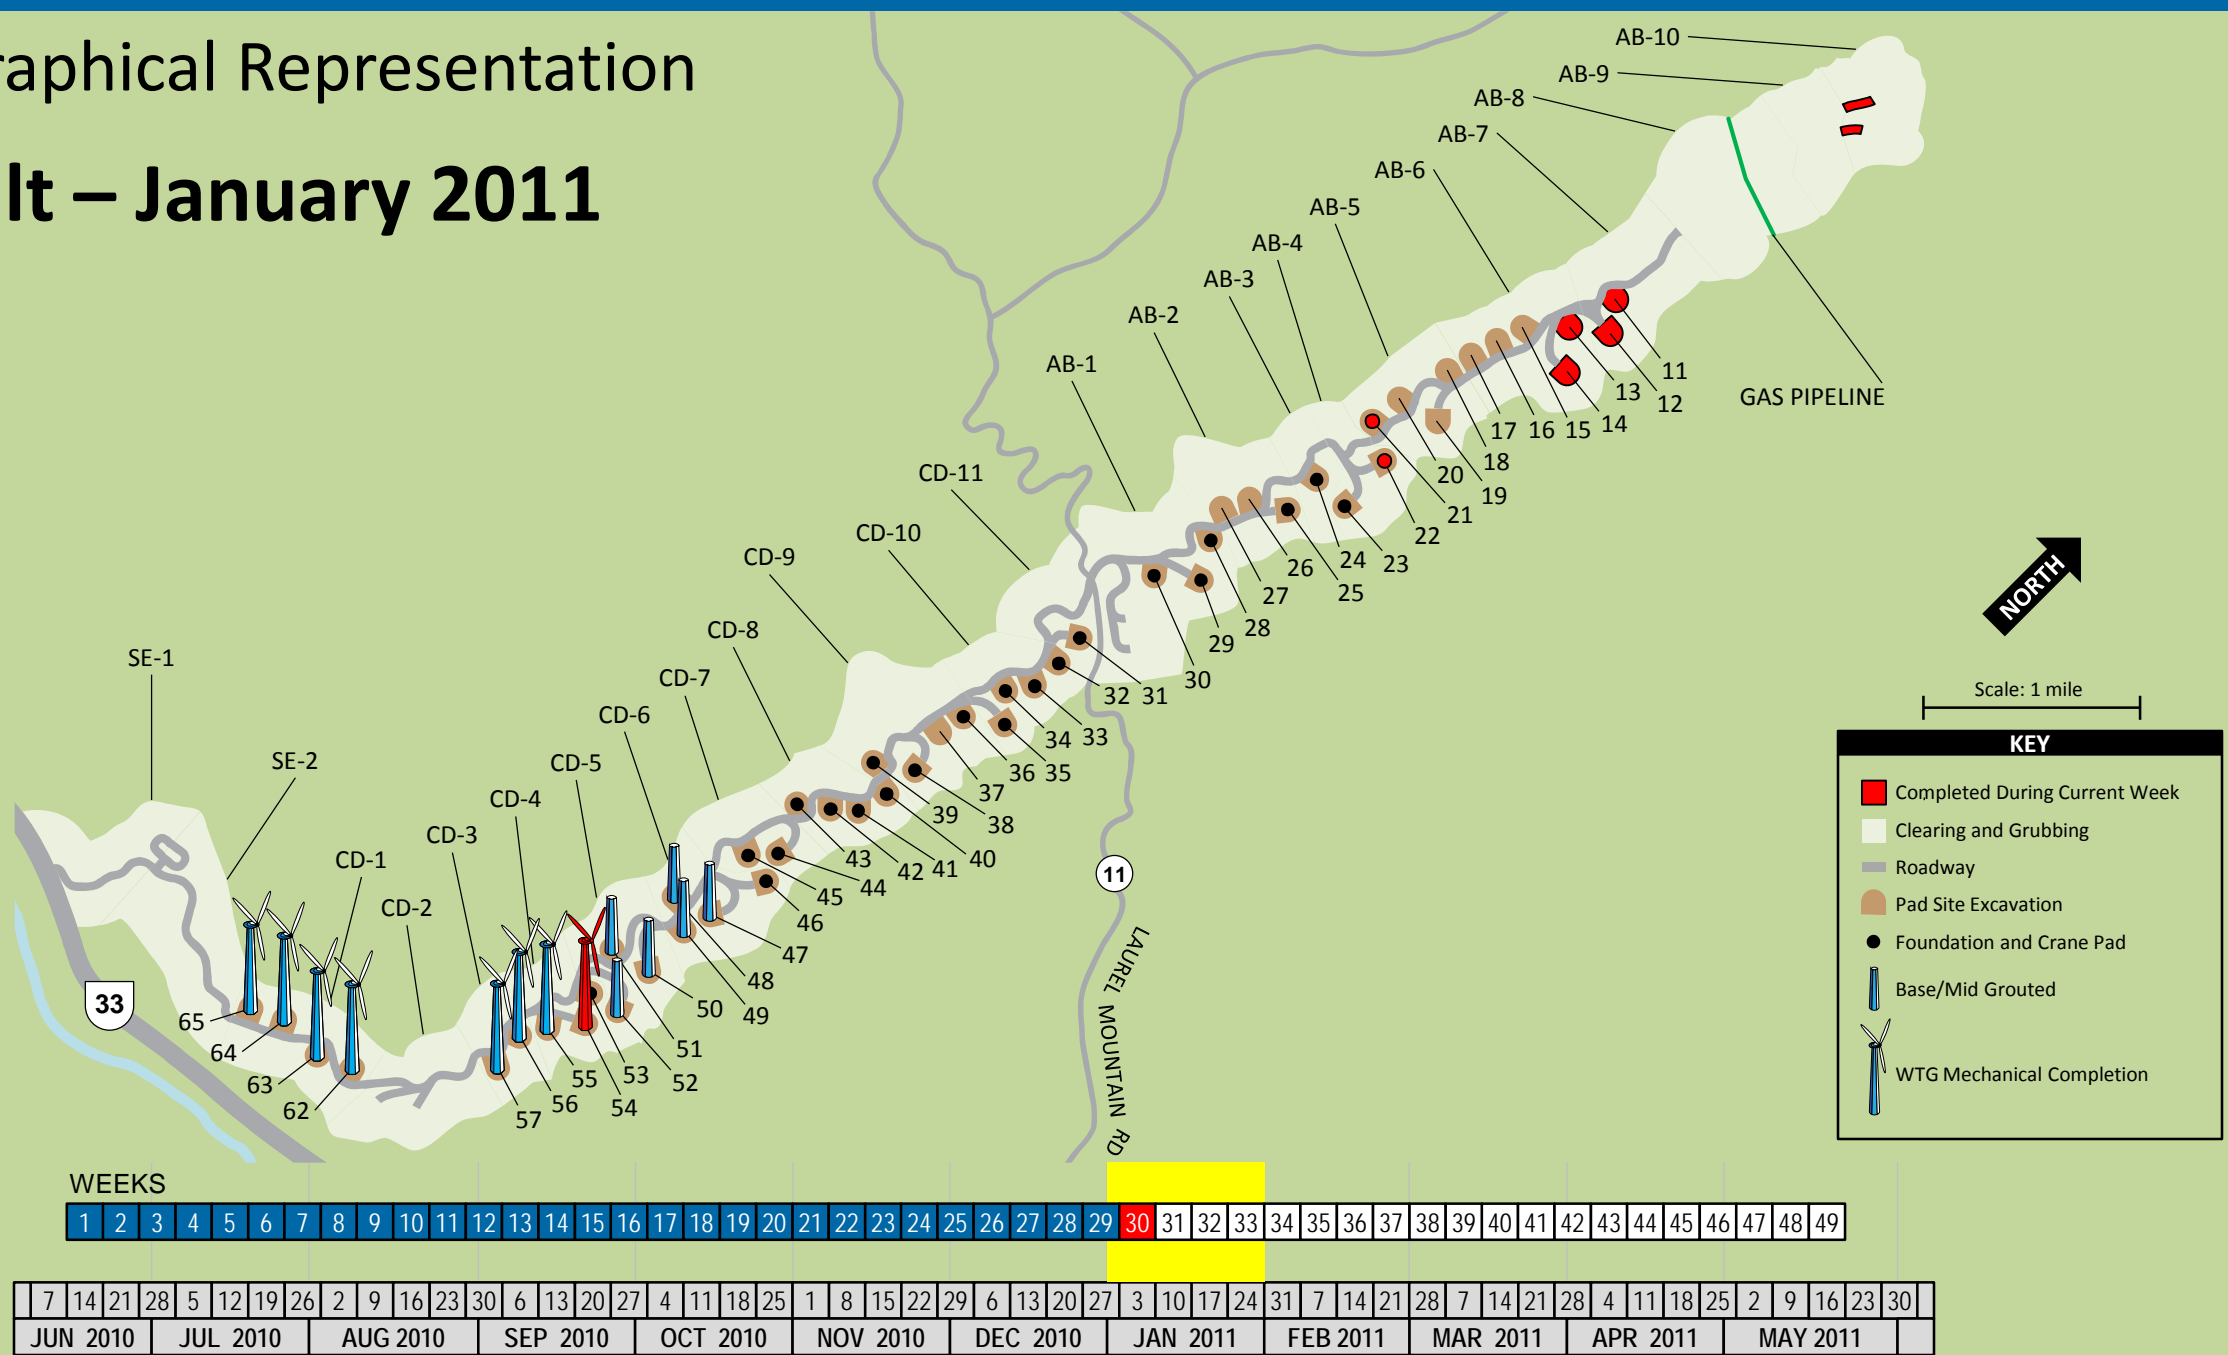 raphical Representation
lt – January 2011
AB-10
AB-9
AB-8
AB-7
AB-6
AB-5
AB-4
AB-3
AB-2
AB-1
CD-11
CD-10
CD-9
CD-8
CD-7
CD-6
CD-5
CD-4
CD-3
CD-2
CD-1
SE-2
SE-1
11
12
13
14
15
16
17
18
19
20
21
22
23
24
25
26
27
28
29
30
31
32
33
34
35
36
37
38
39
40
41
42
43
44
45
46
47
48
49
50
51
52
53
54
55
56
57
62
63
64
65
GAS PIPELINE
33
11
LAUREL MOUNTAIN RD
NORTH
Scale: 1 mile
KEY
Completed During Current Week
Clearing and Grubbing
Roadway
Pad Site Excavation
Foundation and Crane Pad
Base/Mid Grouted
WTG Mechanical Completion
WEEKS
1 2 3 4 5 6 7 8 9 10 11 12 13 14 15 16 17 18 19 20 21 22 23 24 25 26 27 28 29 30 31 32 33 34 35 36 37 38 39 40 41 42 43 44 45 46 47 48 49
7 14 21 28 5 12 19 26 2 9 16 23 30 6 13 20 27 4 11 18 25 1 8 15 22 29 6 13 20 27 3 10 17 24 31 7 14 21 28 7 14 21 28 4 11 18 25 2 9 16 23 30
JUN 2010 JUL 2010 AUG 2010 SEP 2010 OCT 2010 NOV 2010 DEC 2010 JAN 2011 FEB 2011 MAR 2011 APR 2011 MAY 2011